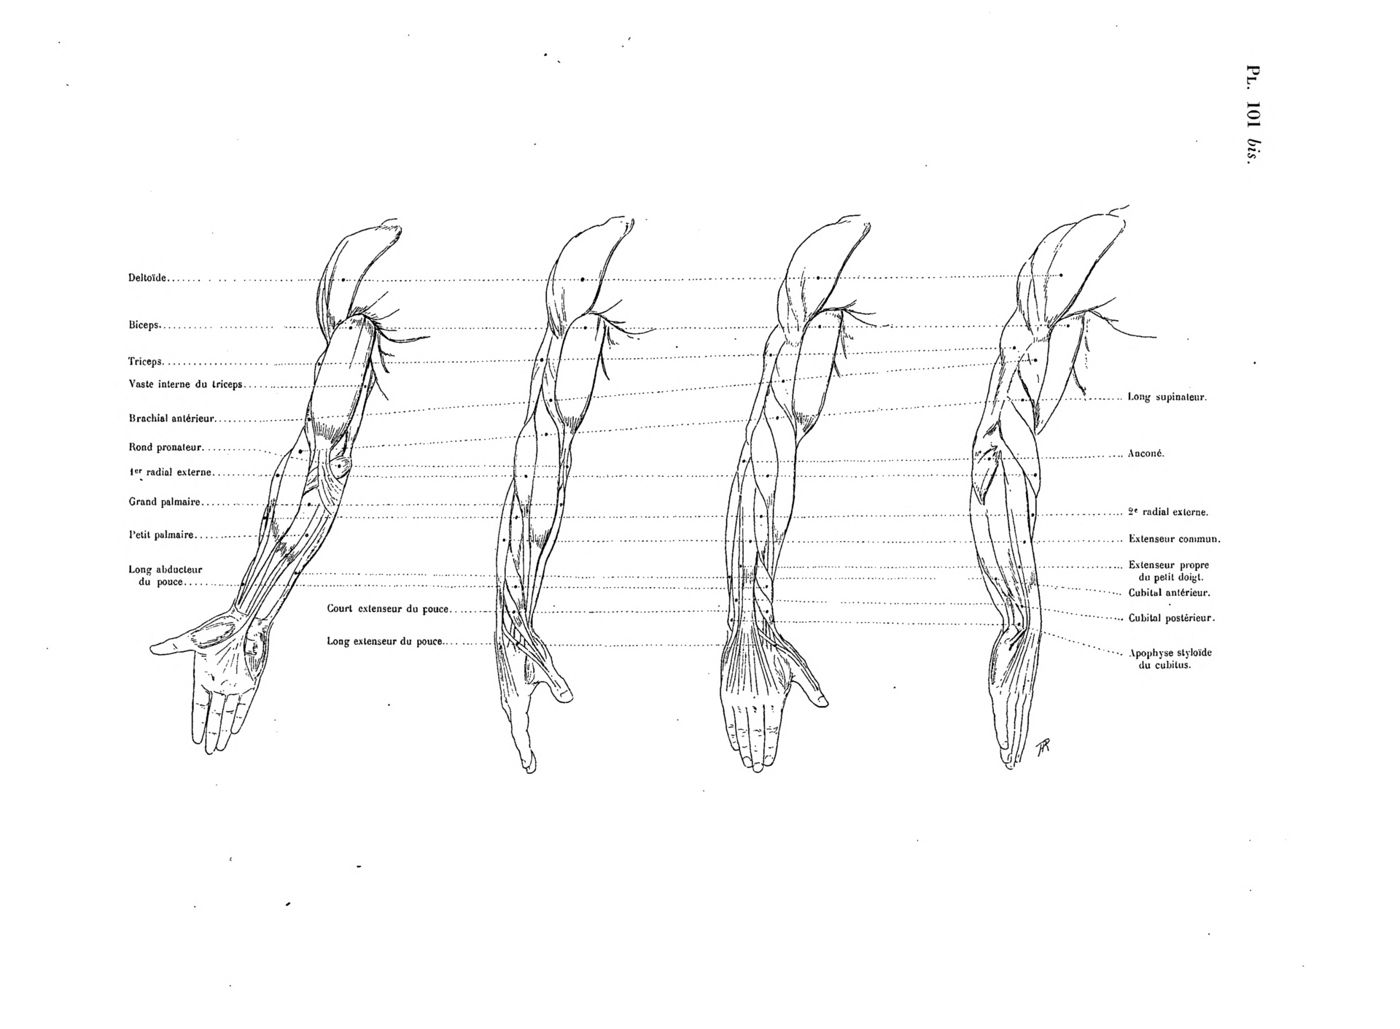 PL. 101 bis.
Deltoïde
Biceps
Triceps.
Vaste interne du triceps
Brachial antérieur
Rond pronateur
1er radial externe
Grand palmaire
Petit palmaire
Long abducteur
du pouce
Court extenseur du pouce
Long extenseur du pouce
Long supinateur.
Anconé.
2e radial externe.
Extenseur commun.
Extenseur propre
du petit doigt.
Cubital antérieur.
Cubital postérieur.
Apophyse styloïde
du cubitus.